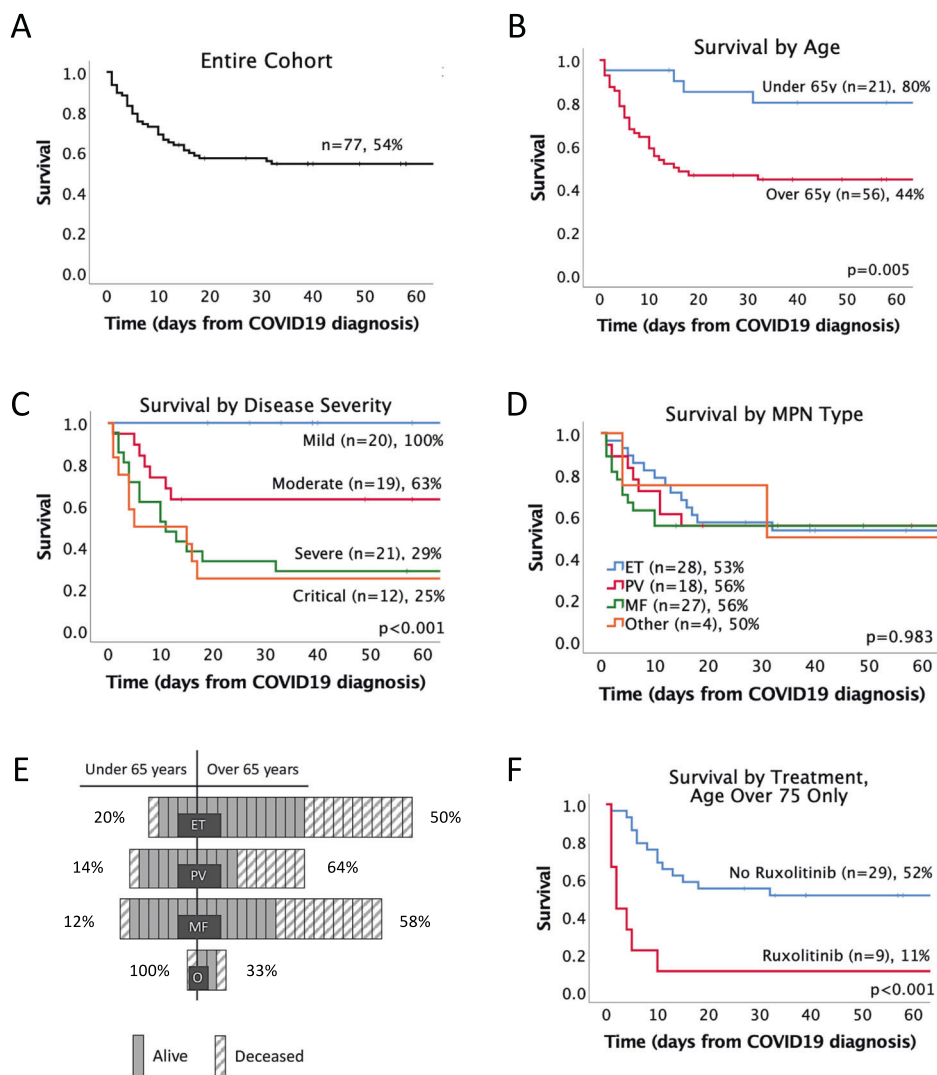 A
Entire Cohort
1.0
0.8
0.6
0.4
0.2
0.0
Survival
n=77, 54%
0 10 20 30 40 50 60
Time (days from COVID19 diagnosis)
B
Survival by Age
1.0
0.8
0.6
0.4
0.2
0.0
Survival
Under 65y (n=21), 80%
Over 65y (n=56), 44%
p=0.005
0 10 20 30 40 50 60
Time (days from COVID19 diagnosis)
C
Survival by Disease Severity
1.0
0.8
0.6
0.4
0.2
0.0
Survival
Mild (n=20), 100%
Moderate (n=19), 63%
Severe (n=21), 29%
Critical (n=12), 25%
p<0.001
0 10 20 30 40 50 60
Time (days from COVID19 diagnosis)
D
Survival by MPN Type
1.0
0.8
0.6
0.4
0.2
0.0
Survival
ET (n=28), 53%
PV (n=18), 56%
MF (n=27), 56%
Other (n=4), 50%
p=0.983
0 10 20 30 40 50 60
Time (days from COVID19 diagnosis)
E
Under 65 years Over 65 years
20% ET 50%
14% PV 64%
12% MF 58%
100% O 33%
Alive Deceased
F
Survival by Treatment,
Age Over 75 Only
1.0
0.8
0.6
0.4
0.2
0.0
Survival
No Ruxolitinib (n=29), 52%
Ruxolitinib (n=9), 11%
p<0.001
0 10 20 30 40 50 60
Time (days from COVID19 diagnosis)